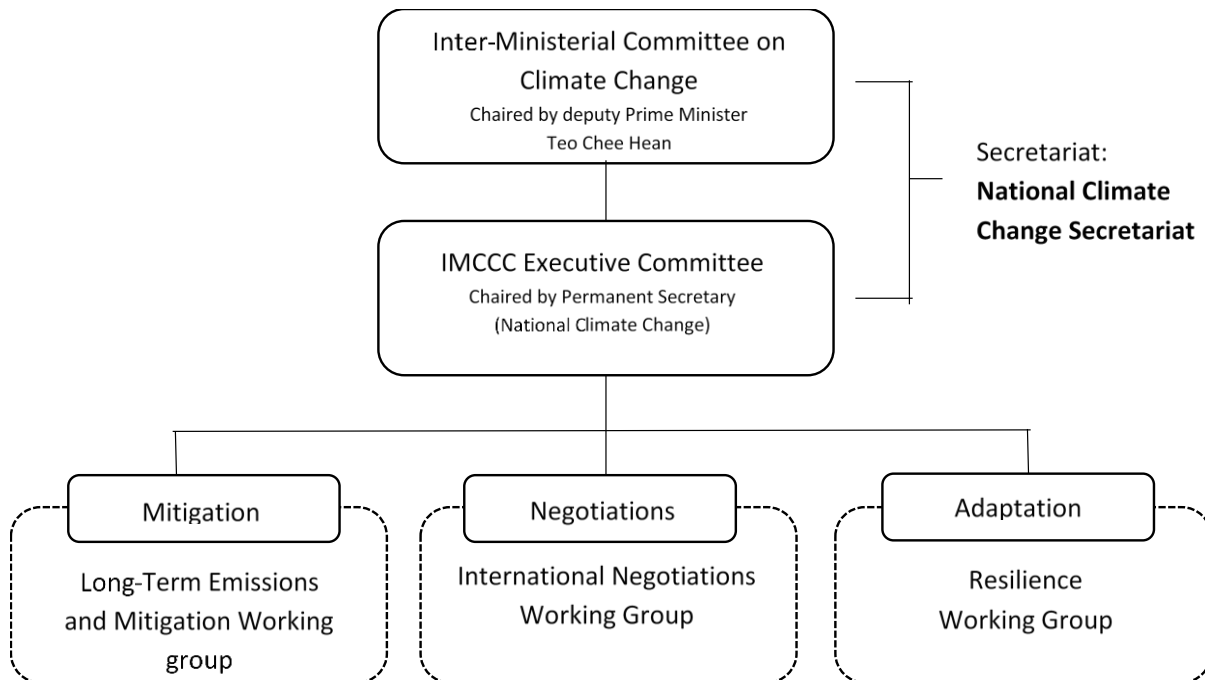 Inter-Ministerial Committee on
Climate Change
Chaired by deputy Prime Minister
Teo Chee Hean
Secretariat:
National Climate
Change Secretariat
IMCCC Executive Committee
Chaired by Permanent Secretary
(National Climate Change)
Mitigation
Long-Term Emissions
and Mitigation Working
group
Negotiations
International Negotiations
Working Group
Adaptation
Resilience
Working Group